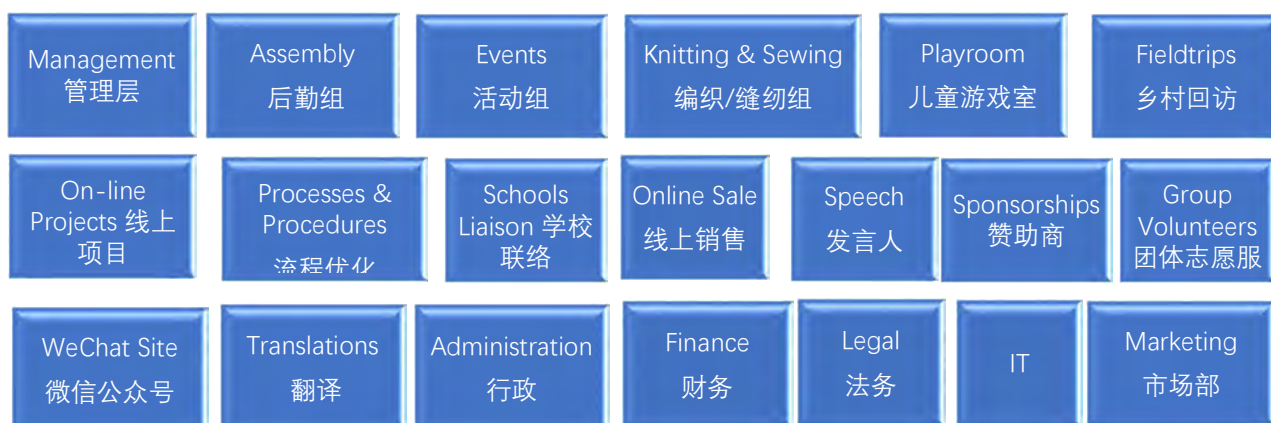 Management
管理层
Assembly
后勤组
Events
活动组
Knitting & Sewing
编织/缝纫组
Playroom
儿童游戏室
Fieldtrips
乡村回访
On-line
Projects 线上
项目
Processes &
Procedures
流程优化
Schools
Liaison 学校
联络
Online Sale
线上销售
Speech
发言人
Sponsorships
赞助商
Group
Volunteers
团体志愿服
WeChat Site
微信公众号
Translations
翻译
Administration
行政
Finance
财务
Legal
法务
IT
Marketing
市场部